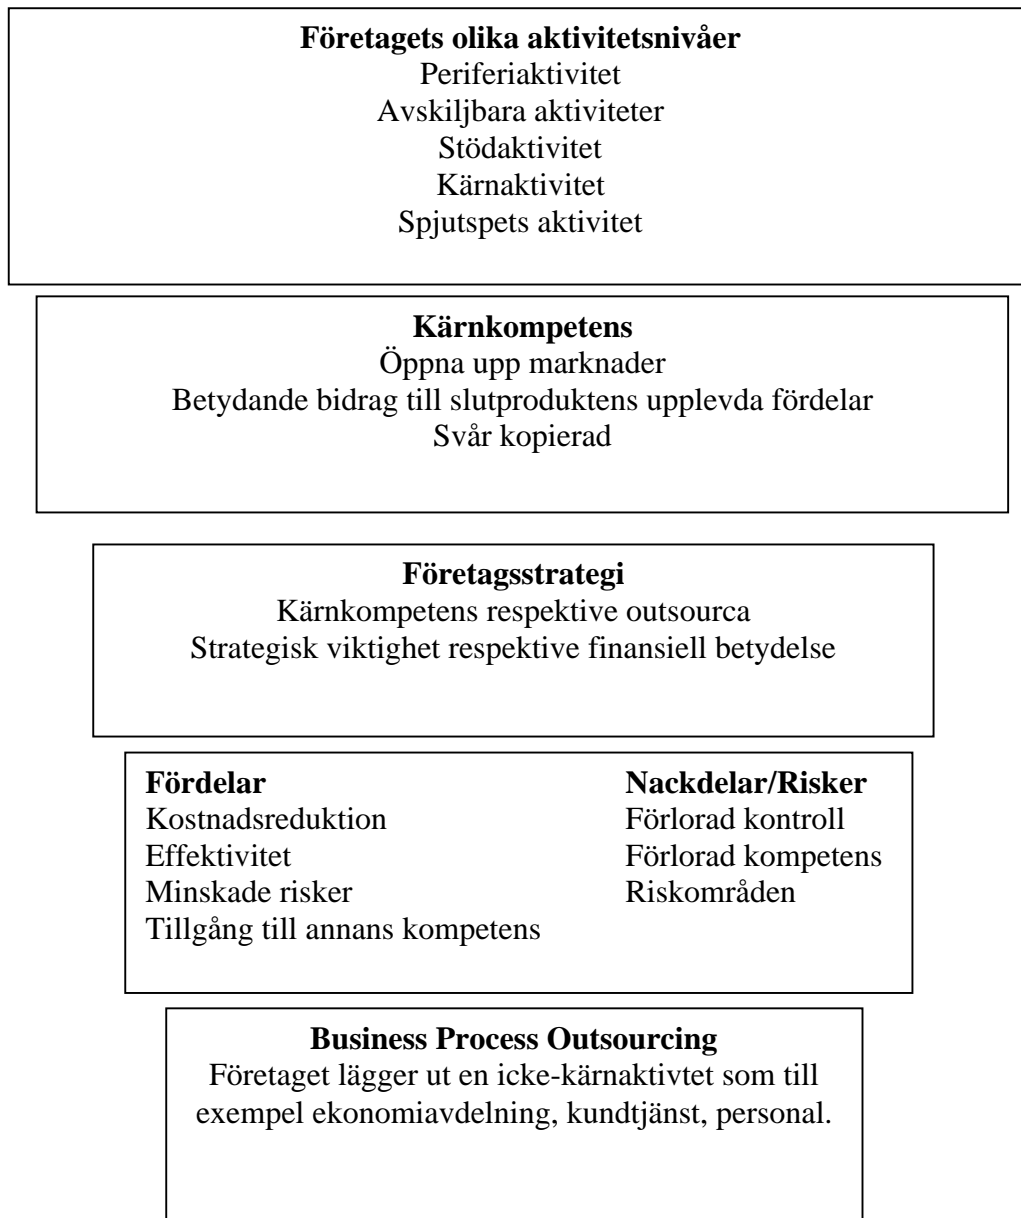 Företagets olika aktivitetsnivåer
Periferiaktivitet
Avskiljbara aktiviteter
Stödaktivitet
Kärnaktivitet
Spjutspets aktivitet
Kärnkompetens
Öppna upp marknader
Betydande bidrag till slutproduktens upplevda fördelar
Svår kopierad
Företagsstrategi
Kärnkompetens respektive outsourca
Strategisk viktighet respektive finansiell betydelse
Fördelar
Kostnadsreduktion
Effektivitet
Minskade risker
Tillgång till annans kompetens
Nackdelar/Risker
Förlorad kontroll
Förlorad kompetens
Riskområden
Business Process Outsourcing
Företaget lägger ut en icke-kärnaktivtet som till
exempel ekonomiavdelning, kundtjänst, personal.